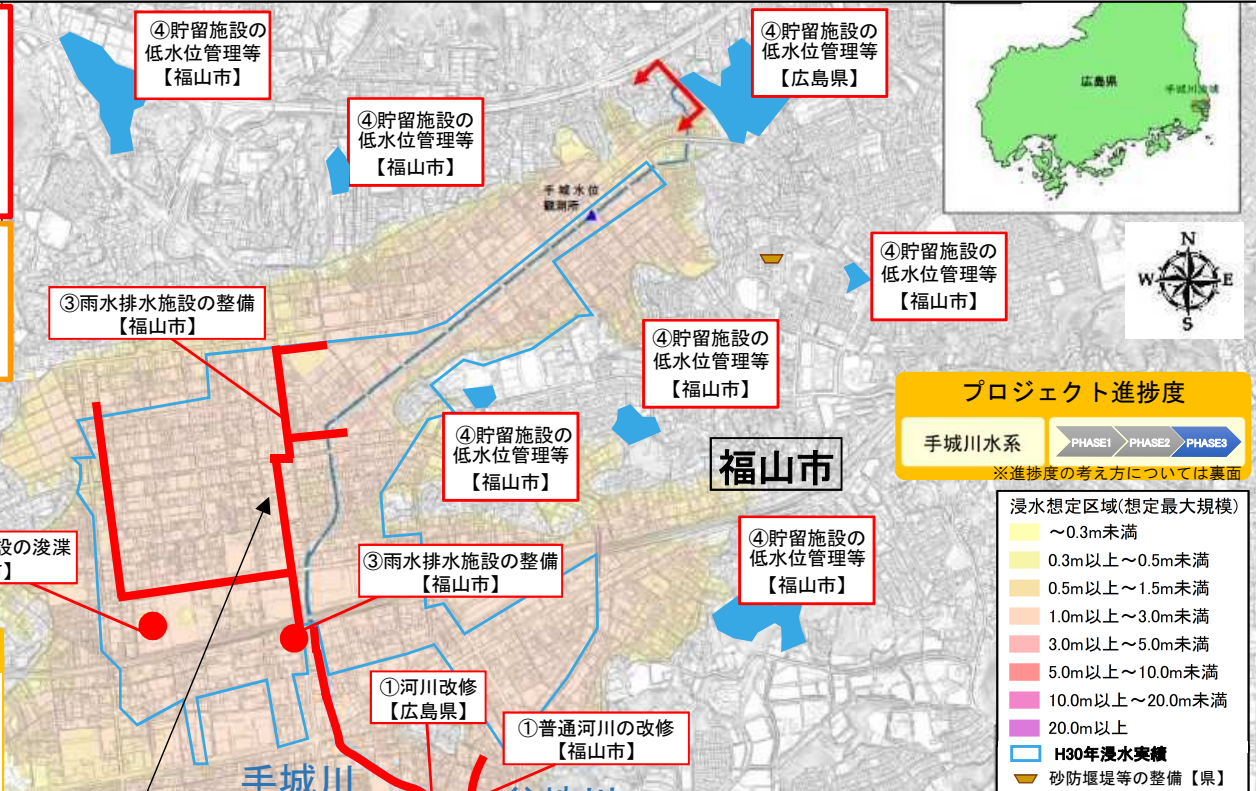 ④貯留施設の
低水位管理等
【福山市】
④貯留施設の
低水位管理等
【広島県】
広島県
手城川流域
④貯留施設の
低水位管理等
【福山市】
手城水位
観測所
④貯留施設の
低水位管理等
【福山市】
N
W
E
S
③雨水排水施設の整備
【福山市】
④貯留施設の
低水位管理等
【福山市】
プロジェクト進捗度
手城川水系
PHASE1
PHASE2
PHASE3
※進捗度の考え方については裏面
④貯留施設の
低水位管理等
【福山市】
福山市
浸水想定区域(想定最大規模)
～0.3m未満
0.3m以上～0.5m未満
0.5m以上～1.5m未満
1.0m以上～3.0m未満
3.0m以上～5.0m未満
5.0m以上～10.0m未満
10.0m以上～20.0m未満
20.0m以上
H30年浸水実績
砂防堰堤等の整備【県】
設の浚渫
】
③雨水排水施設の整備
【福山市】
④貯留施設の
低水位管理等
【福山市】
①河川改修
【広島県】
①普通河川の改修
【福山市】
手城川